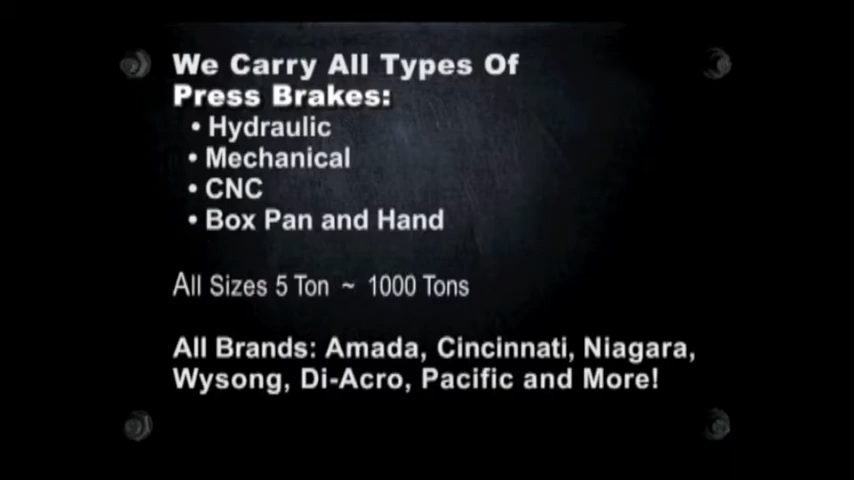 We Carry All Types Of
Press Brakes:
• Hydraulic
• Mechanical
• CNC
• Box Pan and Hand
All Sizes 5 Ton ~ 1000 Tons
All Brands: Amada, Cincinnati, Niagara,
Wysong, Di-Acro, Pacific and More!